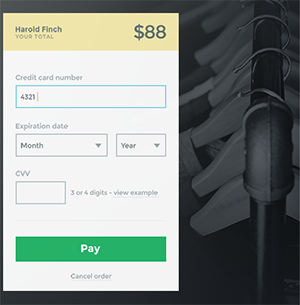 Harold Finch
YOUR TOTAL
$88
Credit card number
4321
Expiration date
Month Year
CVV
3 or 4 digits – view example
Pay
Cancel order